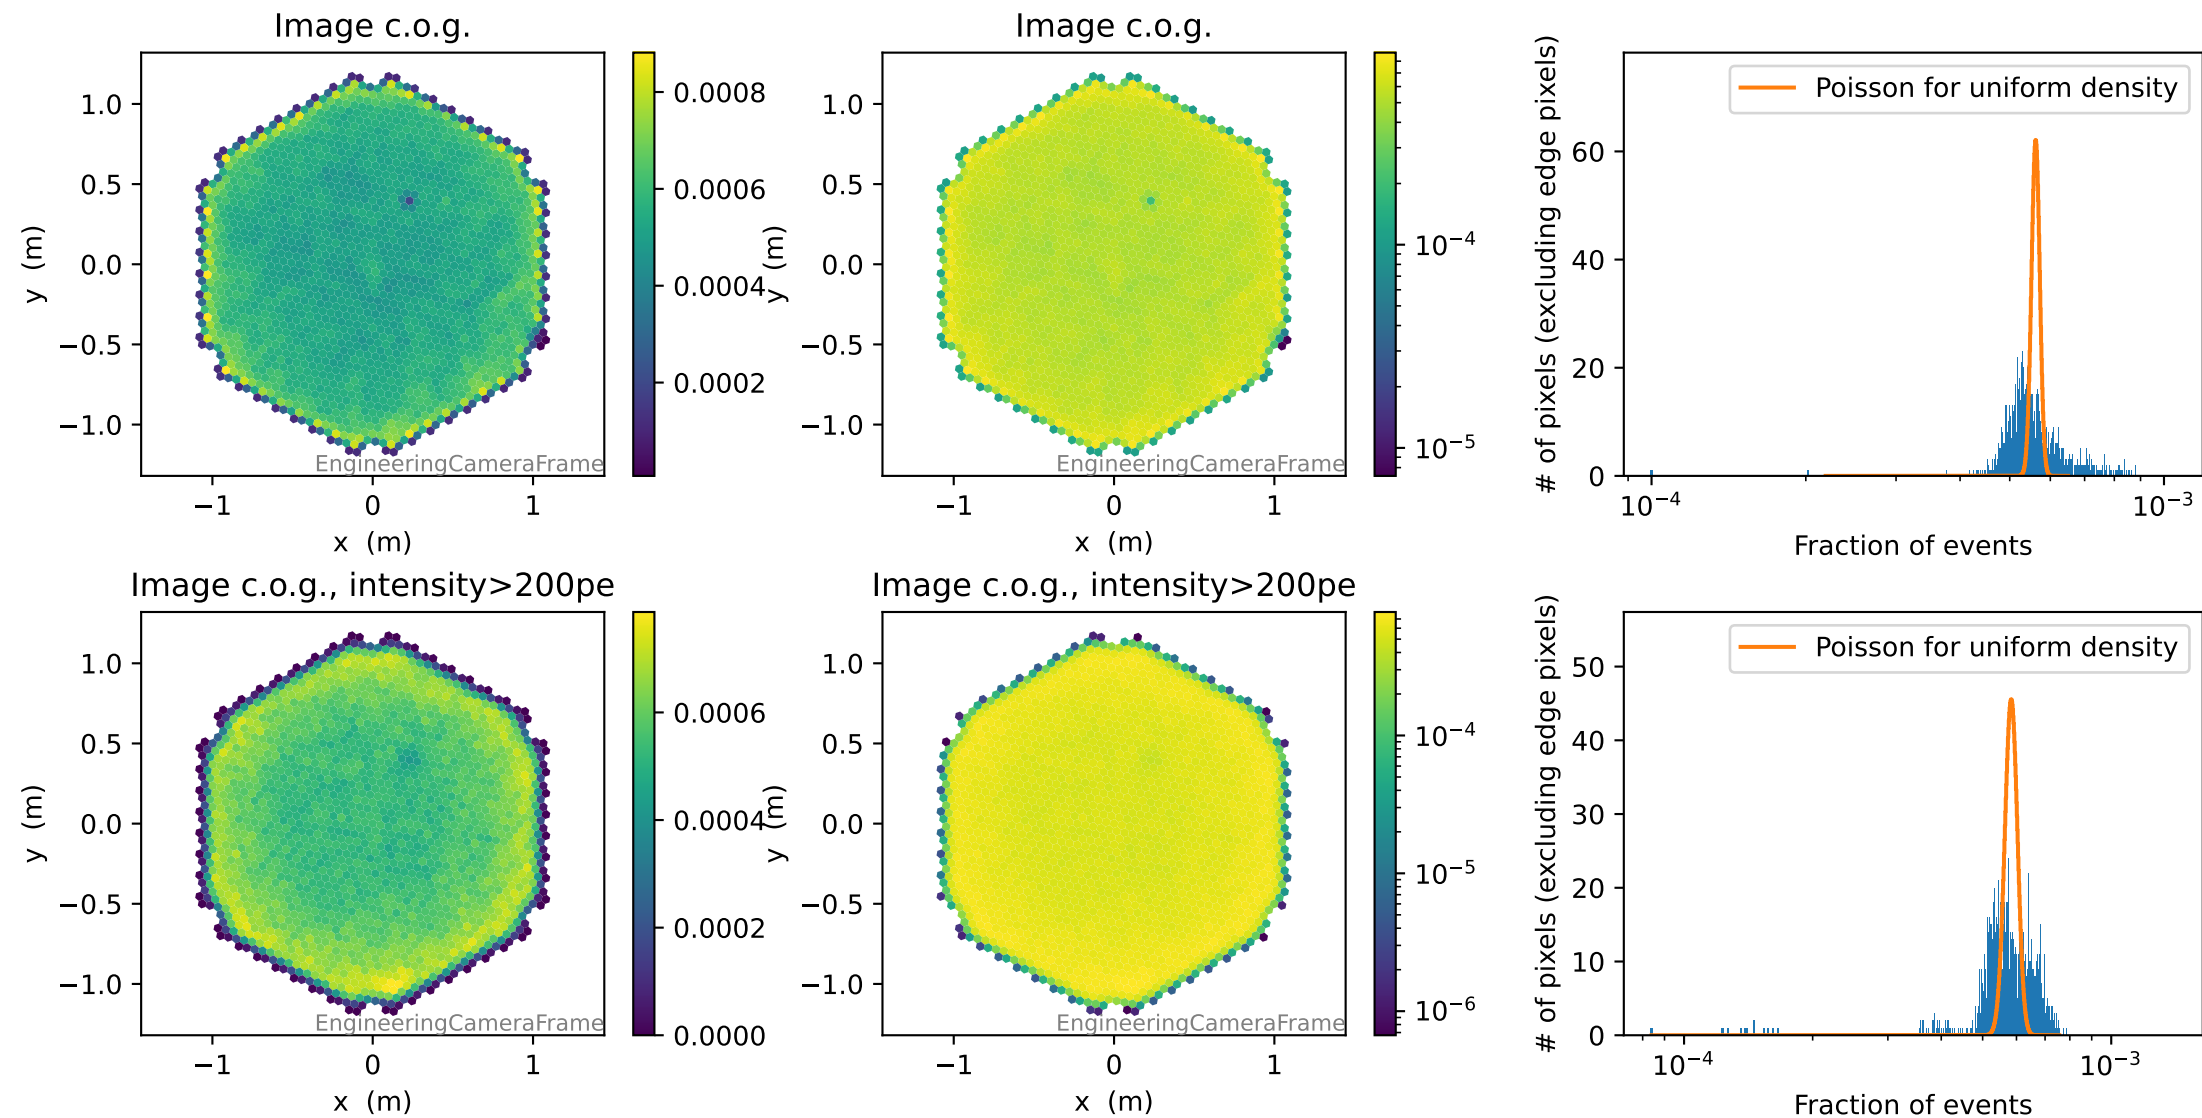 Image c.o.g.
1.0
0.5
0.0
−0.5
−1.0
y (m)
−1
0
1
x (m)
EngineeringCameraFrame
0.0008
0.0006
0.0004
0.0002
Image c.o.g.
1.0
0.5
0.0
−0.5
−1.0
y (m)
−1
0
1
x (m)
EngineeringCameraFrame
10⁻⁴
10⁻⁵
# of pixels (excluding edge pixels)
60
40
20
0
Poisson for uniform density
10⁻⁴
10⁻³
Fraction of events
Image c.o.g., intensity>200pe
1.0
0.5
0.0
−0.5
−1.0
y (m)
−1
0
1
x (m)
EngineeringCameraFrame
0.0006
0.0004
0.0002
0.0000
Image c.o.g., intensity>200pe
1.0
0.5
0.0
−0.5
−1.0
y (m)
−1
0
1
x (m)
EngineeringCameraFrame
10⁻⁴
10⁻⁵
10⁻⁶
# of pixels (excluding edge pixels)
50
40
30
20
10
0
Poisson for uniform density
10⁻⁴
10⁻³
Fraction of events